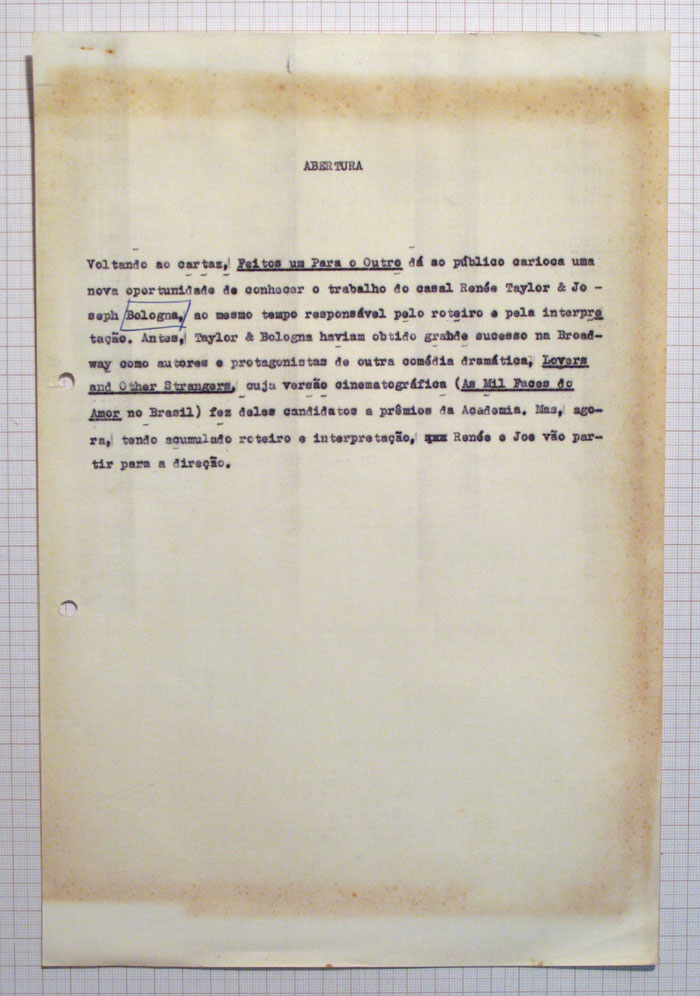 ABERTURA
Voltando ao cartaz, Feitos um Para o Outro dá ao público carioca uma
nova oportunidade de conhecer o trabalho do casal Renée Taylor & Jo -
seph Bologna, ao mesmo tempo responsável pelo roteiro e pela interpre
tação. Antes, Taylor & Bologna haviam obtido grabde sucesso na Broad-
way como autores e protagonistas de outra comédia dramática, Lovers
and Other Strangers, cuja versão cinematográfica (As Mil Faces do
Amor no Brasil) fez deles candidatos a prêmios da Academia. Mas, ago-
ra, tendo acumulado roteiro e interpretação, Renée e Joe vão par-
tir para a direção.